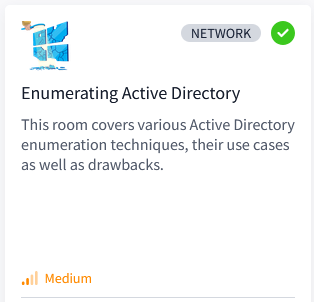 NETWORK
Enumerating Active Directory
This room covers various Active Directory
enumeration techniques, their use cases
as well as drawbacks.
Medium